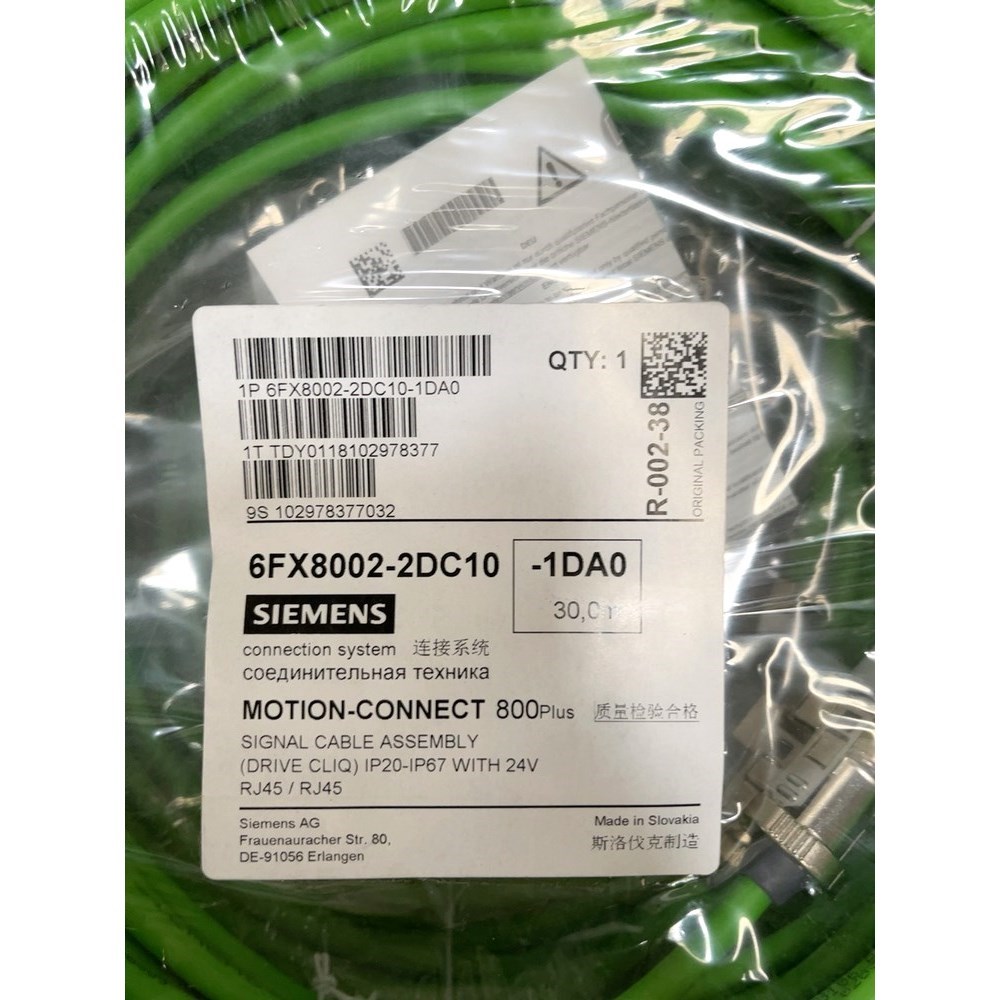 DEU
1P 6FX8002-2DC10-1DA0
QTY: 1
1T TDY0118102978377
9S 102978377032
R-002-38
ORIGINAL PACKING
6FX8002-2DC10 -1DA0
30,0m
SIEMENS
connection system 连接系统
соединительная техника
MOTION-CONNECT 800Plus 质量检验合格
SIGNAL CABLE ASSEMBLY
(DRIVE CLIQ) IP20-IP67 WITH 24V
RJ45 / RJ45
Siemens AG
Frauenauracher Str. 80,
DE-91056 Erlangen
Made in Slovakia
斯洛伐克制造